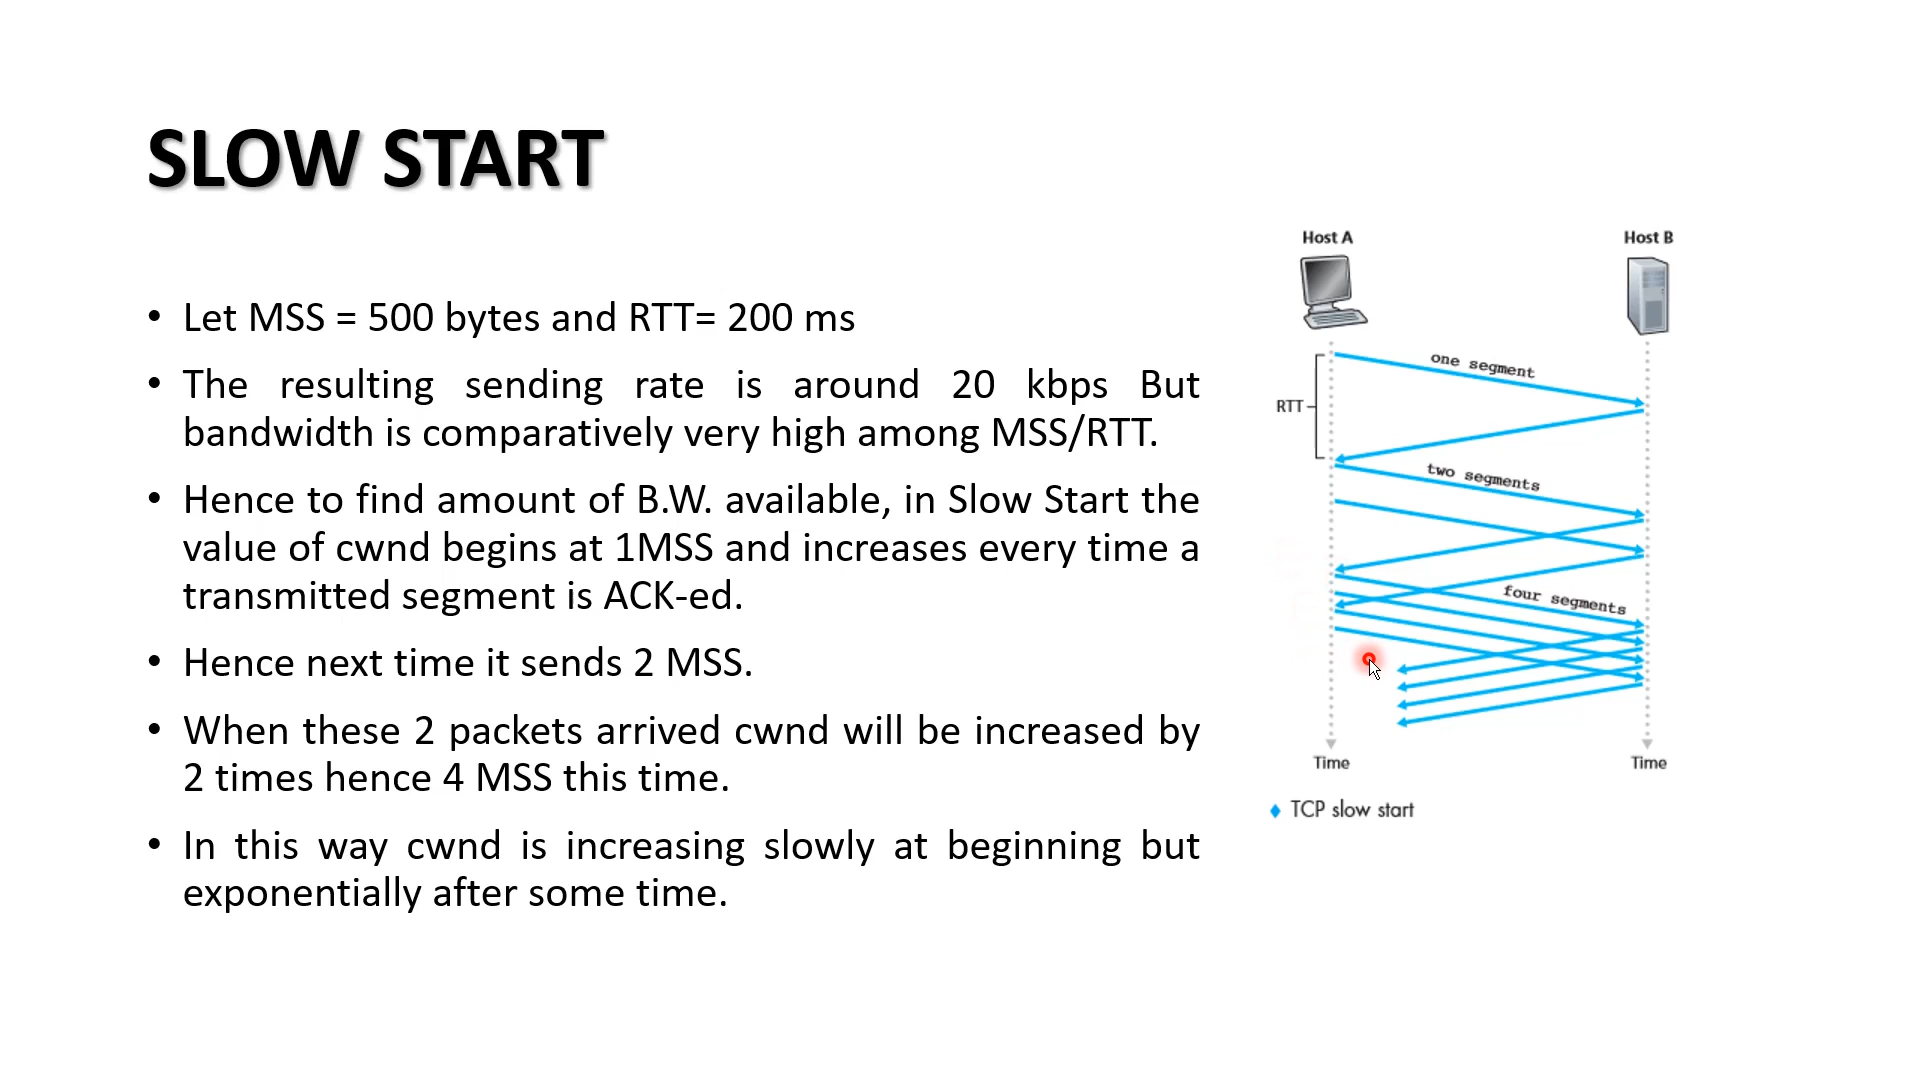 SLOW START
• Let MSS = 500 bytes and RTT= 200 ms
• The resulting sending rate is around 20 kbps But
bandwidth is comparatively very high among MSS/RTT.
• Hence to find amount of B.W. available, in Slow Start the
value of cwnd begins at 1MSS and increases every time a
transmitted segment is ACK-ed.
• Hence next time it sends 2 MSS.
• When these 2 packets arrived cwnd will be increased by
2 times hence 4 MSS this time.
• In this way cwnd is increasing slowly at beginning but
exponentially after some time.
Host A
Host B
one segment
RTT
two segments
four segments
Time
Time
TCP slow start